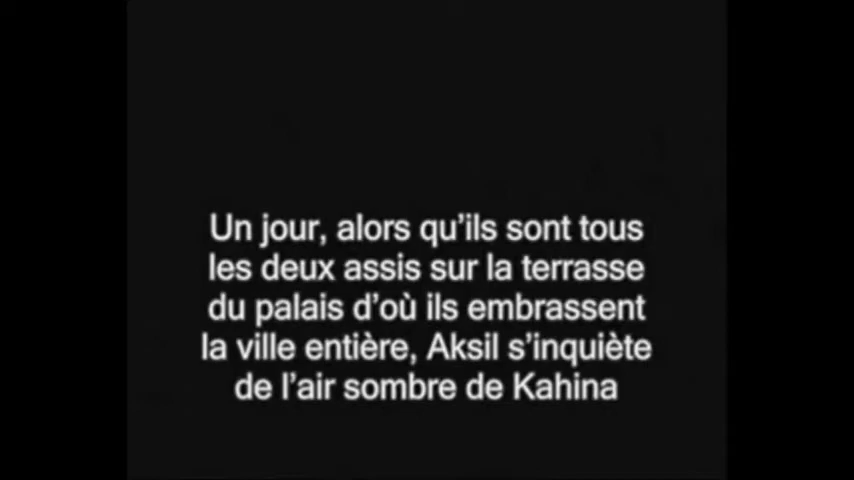 Un jour, alors qu'ils sont tous
les deux assis sur la terrasse
du palais d'où ils embrassent
la ville entière, Aksil s'inquiète
de l'air sombre de Kahina